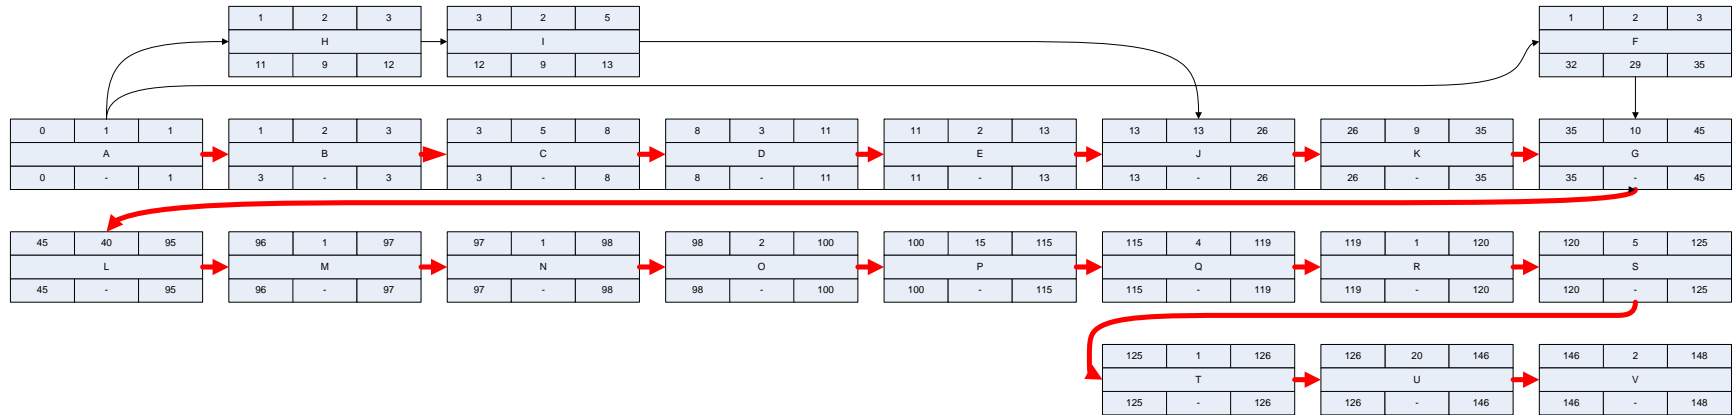 1 2 3 3 2 5 1 2 3
H I F
11 9 12 12 9 13 32 29 35
0 1 1 1 2 3 3 5 8 8 3 11 11 2 13 13 13 26 26 9 35 35 10 45
A B C D E J K G
0 - 1 3 - 3 3 - 8 8 - 11 11 - 13 13 - 26 26 - 35 35 - 45
45 40 95 96 1 97 97 1 98 98 2 100 100 15 115 115 4 119 119 1 120 120 5 125
L M N O P Q R S
45 - 95 96 - 97 97 - 98 98 - 100 100 - 115 115 - 119 119 - 120 120 - 125
125 1 126 126 20 146 146 2 148
T U V
125 - 126 126 - 146 146 - 148